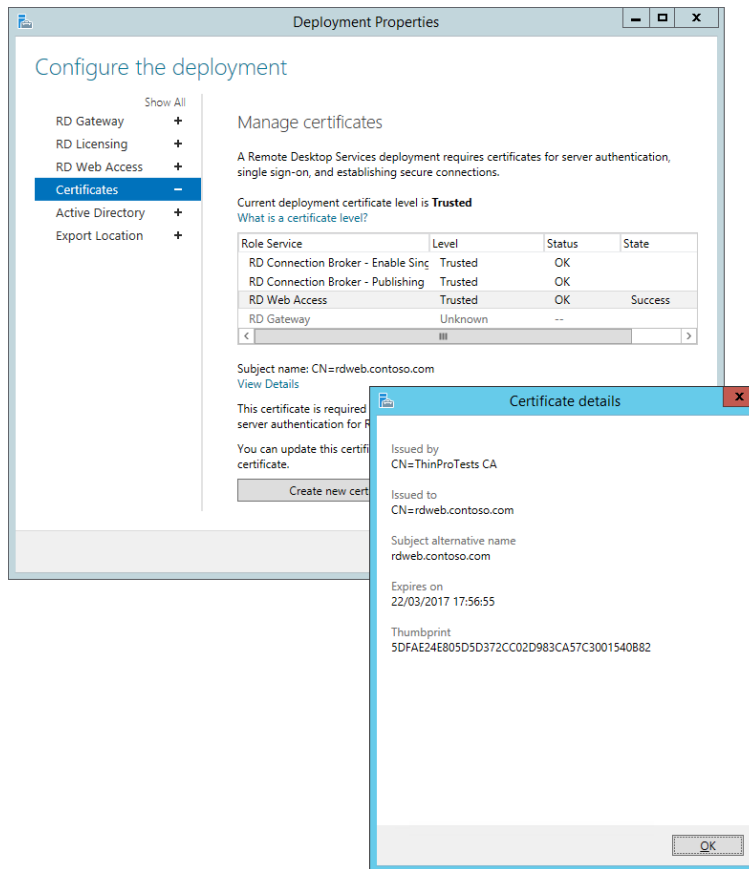 Deployment Properties
Configure the deployment
Show All
RD Gateway +
RD Licensing +
RD Web Access +
Certificates –
Active Directory +
Export Location +
Manage certificates
A Remote Desktop Services deployment requires certificates for server authentication,
single sign-on, and establishing secure connections.
Current deployment certificate level is Trusted
What is a certificate level?
Role Service Level Status State
RD Connection Broker - Enable Sing Trusted OK
RD Connection Broker - Publishing Trusted OK
RD Web Access Trusted OK Success
RD Gateway Unknown --
Subject name: CN=rdweb.contoso.com
View Details
This certificate is required
server authentication for R
You can update this certifi
certificate.
Create new cert
Certificate details
Issued by
CN=ThinProTests CA
Issued to
CN=rdweb.contoso.com
Subject alternative name
rdweb.contoso.com
Expires on
22/03/2017 17:56:55
Thumbprint
5DFAE24E805D5D372CC02D983CA57C3001540B82
OK